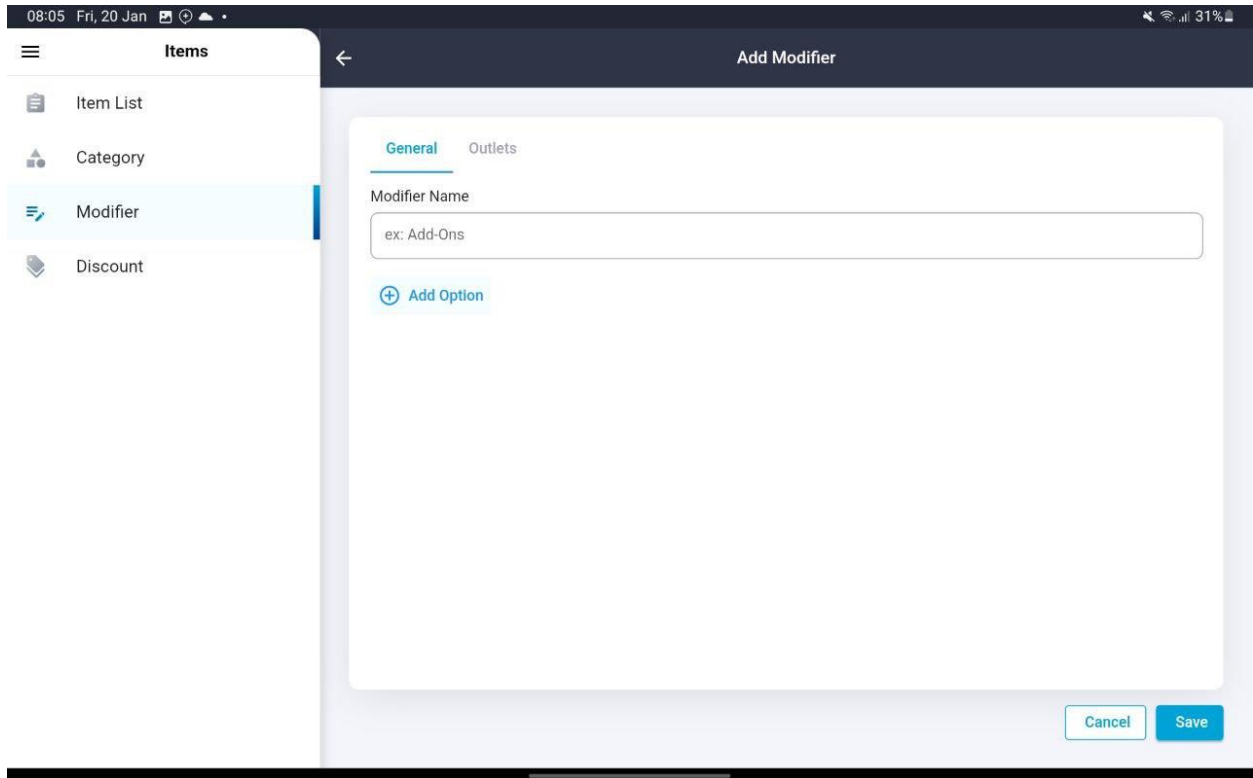 08:05 Fri, 20 Jan
31%
Items
Add Modifier
Item List
Category
Modifier
Discount
General Outlets
Modifier Name
ex: Add-Ons
Add Option
Cancel Save